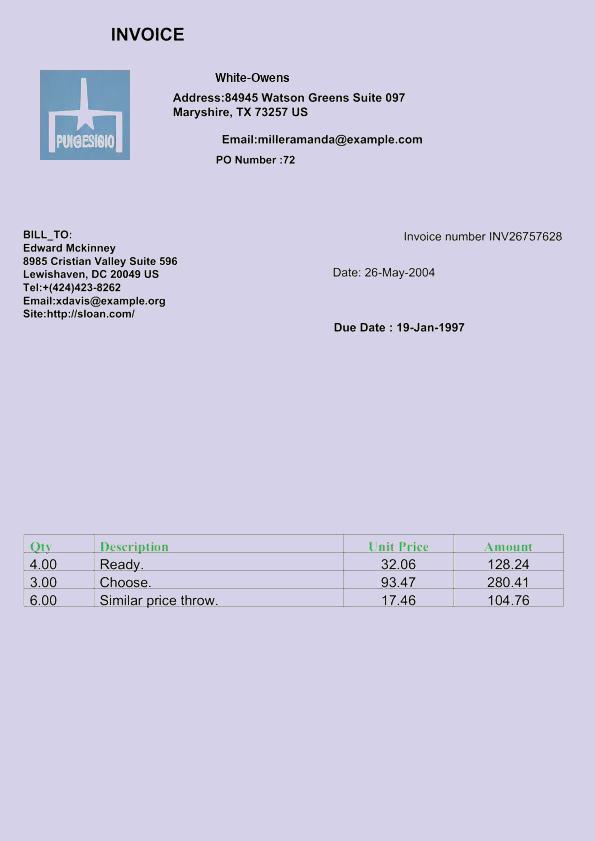 INVOICE
White-Owens
Address:84945 Watson Greens Suite 097
Maryshire, TX 73257 US
Email:milleramanda@example.com
PO Number :72
PUIGESIBIO
BILL_TO:
Edward Mckinney
8985 Cristian Valley Suite 596
Lewishaven, DC 20049 US
Tel:+(424)423-8262
Email:xdavis@example.org
Site:http://sloan.com/
Invoice number INV26757628
Date: 26-May-2004
Due Date : 19-Jan-1997
Qty Description Unit Price Amount
4.00 Ready. 32.06 128.24
3.00 Choose. 93.47 280.41
6.00 Similar price throw. 17.46 104.76